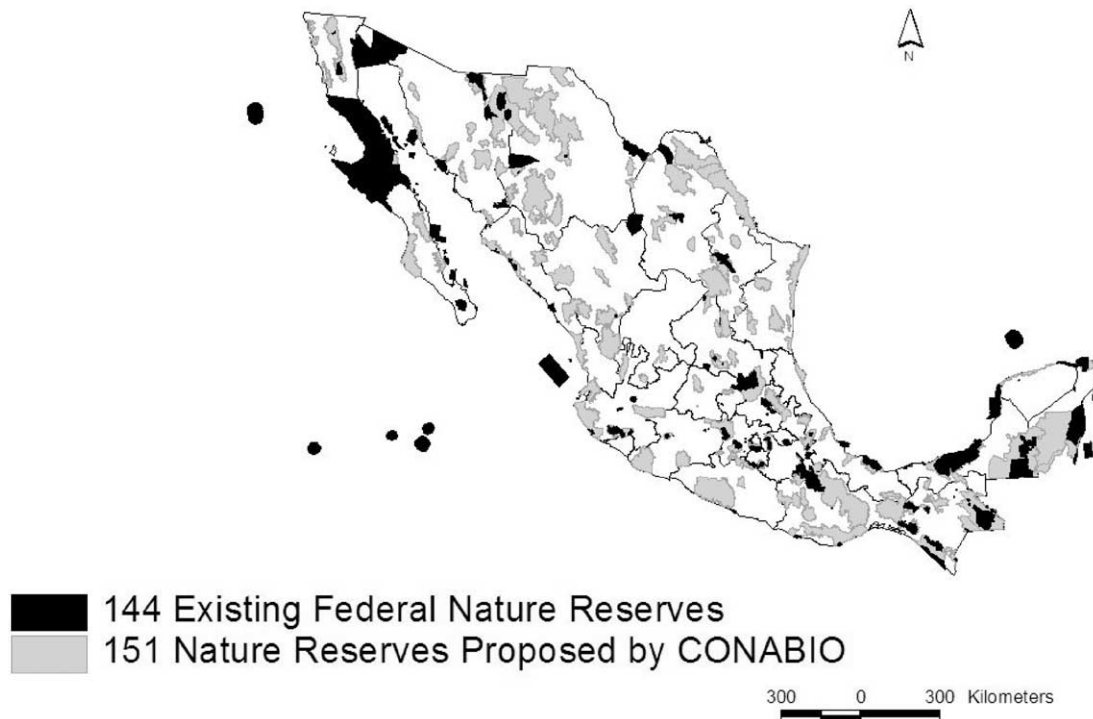 N
144 Existing Federal Nature Reserves
151 Nature Reserves Proposed by CONABIO
300 0 300 Kilometers